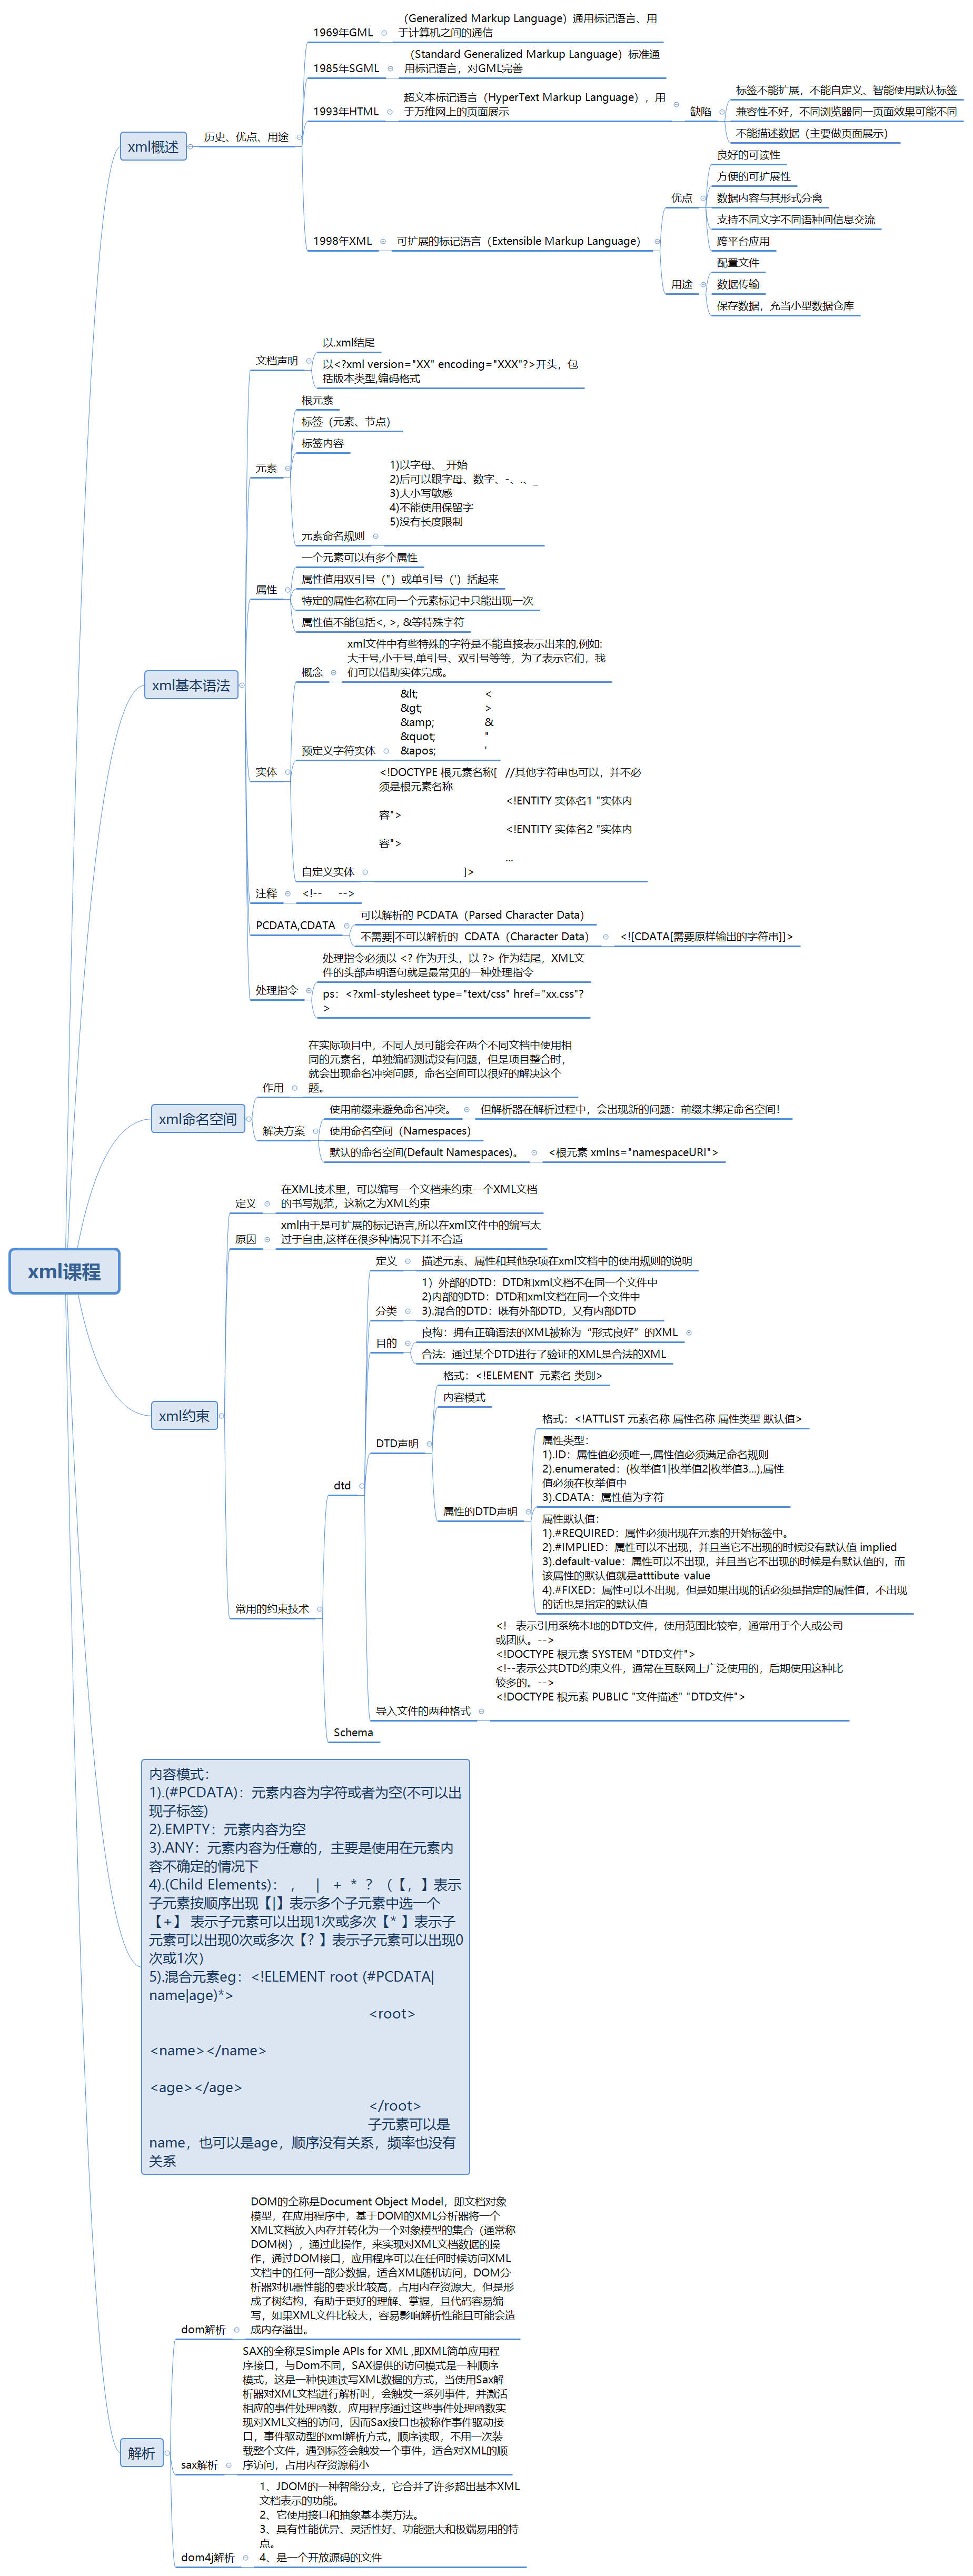 xml课程
xml概述
历史、优点、用途
1969年GML
（Generalized Markup Language）通用标记语言、用
于计算机之间的通信
1985年SGML
（Standard Generalized Markup Language）标准通
用标记语言，对GML完善
1993年HTML
超文本标记语言（HyperText Markup Language），用
于万维网上的页面展示
缺陷
标签不能扩展，不能自定义、智能使用默认标签
兼容性不好，不同浏览器同一页面效果可能不同
不能描述数据（主要做页面展示）
1998年XML
可扩展的标记语言（Extensible Markup Language）
优点
良好的可读性
方便的可扩展性
数据内容与其形式分离
支持不同文字不同语种间信息交流
跨平台应用
用途
配置文件
数据传输
保存数据，充当小型数据仓库
xml基本语法
文档声明
以.xml结尾
以<?xml version="XX" encoding="XXX"?>开头，包
括版本类型,编码格式
元素
根元素
标签（元素、节点）
标签内容
元素命名规则
1)以字母、_开始
2)后可以跟字母、数字、-、.、_
3)大小写敏感
4)不能使用保留字
5)没有长度限制
属性
一个元素可以有多个属性
属性值用双引号（"）或单引号（'）括起来
特定的属性名称在同一个元素标记中只能出现一次
属性值不能包括<, >, &等特殊字符
实体
概念
xml文件中有些特殊的字符是不能直接表示出来的,例如:
大于号,小于号,单引号、双引号等等，为了表示它们，我
们可以借助实体完成。
预定义字符实体
&lt; <
&gt; >
&amp; &
&quot; "
&apos; '
自定义实体
<!DOCTYPE 根元素名称[ //其他字符串也可以，并不必
须是根元素名称
<!ENTITY 实体名1 "实体内
容">
<!ENTITY 实体名2 "实体内
容">
...
]>
注释
<!-- -->
PCDATA,CDATA
可以解析的 PCDATA（Parsed Character Data）
不需要|不可以解析的 CDATA（Character Data）
<![CDATA[需要原样输出的字符串]]>
处理指令
处理指令必须以 <? 作为开头，以 ?> 作为结尾，XML文
件的头部声明语句就是最常见的一种处理指令
ps：<?xml-stylesheet type="text/css" href="xx.css"?
>
xml命名空间
作用
在实际项目中，不同人员可能会在两个不同文档中使用相
同的元素名，单独编码测试没有问题，但是项目整合时，
就会出现命名冲突问题，命名空间可以很好的解决这个
题。
解决方案
使用前缀来避免命名冲突。
但解析器在解析过程中，会出现新的问题：前缀未绑定命名空间！
使用命名空间（Namespaces）
默认的命名空间(Default Namespaces)。
<根元素 xmlns="namespaceURI">
xml约束
定义
在XML技术里，可以编写一个文档来约束一个XML文档
的书写规范，这称之为XML约束
原因
xml由于是可扩展的标记语言,所以在xml文件中的编写太
过于自由,这样在很多种情况下并不合适
常用的约束技术
dtd
定义
描述元素、属性和其他杂项在xml文档中的使用规则的说明
分类
1）外部的DTD：DTD和xml文档不在同一个文件中
2)内部的DTD：DTD和xml文档在同一个文件中
3).混合的DTD：既有外部DTD，又有内部DTD
目的
良构：拥有正确语法的XML被称为“形式良好”的XML
合法: 通过某个DTD进行了验证的XML是合法的XML
DTD声明
格式：<!ELEMENT 元素名 类别>
内容模式
属性的DTD声明
格式：<!ATTLIST 元素名称 属性名称 属性类型 默认值>
属性类型：
1).ID：属性值必须唯一,属性值必须满足命名规则
2).enumerated：(枚举值1|枚举值2|枚举值3...),属性
值必须在枚举值中
3).CDATA：属性值为字符
属性默认值：
1).#REQUIRED：属性必须出现在元素的开始标签中。
2).#IMPLIED：属性可以不出现，并且当它不出现的时候没有默认值 implied
3).default-value：属性可以不出现，并且当它不出现的时候是有默认值的，而
该属性的默认值就是atttibute-value
4).#FIXED：属性可以不出现，但是如果出现的话必须是指定的属性值，不出现
的话也是指定的默认值
导入文件的两种格式
<!--表示引用系统本地的DTD文件，使用范围比较窄，通常用于个人或公司
或团队。-->
<!DOCTYPE 根元素 SYSTEM "DTD文件">
<!--表示公共DTD约束文件，通常在互联网上广泛使用的，后期使用这种比
较多的。-->
<!DOCTYPE 根元素 PUBLIC "文件描述" "DTD文件">
Schema
内容模式：
1).(#PCDATA)：元素内容为字符或者为空(不可以出
现子标签)
2).EMPTY：元素内容为空
3).ANY：元素内容为任意的，主要是使用在元素内
容不确定的情况下
4).(Child Elements)： ， | + * ？（【，】表示
子元素按顺序出现【|】表示多个子元素中选一个
【+】 表示子元素可以出现1次或多次【* 】表示子
元素可以出现0次或多次【？】表示子元素可以出现0
次或1次）
5).混合元素eg：<!ELEMENT root (#PCDATA|
name|age)*>
<root>
<name></name>
<age></age>
</root>
子元素可以是
name，也可以是age，顺序没有关系，频率也没有
关系
解析
dom解析
DOM的全称是Document Object Model，即文档对象
模型，在应用程序中，基于DOM的XML分析器将一个
XML文档放入内存并转化为一个对象模型的集合（通常称
DOM树），通过此操作，来实现对XML文档数据的操
作，通过DOM接口，应用程序可以在任何时候访问XML
文档中的任何一部分数据，适合XML随机访问，DOM分
析器对机器性能的要求比较高，占用内存资源大，但是形
成了树结构，有助于更好的理解、掌握，且代码容易编
写，如果XML文件比较大，容易影响解析性能且可能会造
成内存溢出。
sax解析
SAX的全称是Simple APIs for XML ,即XML简单应用程
序接口，与Dom不同，SAX提供的访问模式是一种顺序
模式，这是一种快速读写XML数据的方式，当使用Sax解
析器对XML文档进行解析时，会触发一系列事件，并激活
相应的事件处理函数，应用程序通过这些事件处理函数实
现对XML文档的访问，因而Sax接口也被称作事件驱动接
口，事件驱动型的xml解析方式，顺序读取，不用一次装
载整个文件，遇到标签会触发一个事件，适合对XML的顺
序访问，占用内存资源稍小
dom4j解析
1、JDOM的一种智能分支，它合并了许多超出基本XML
文档表示的功能。
2、它使用接口和抽象基本类方法。
3、具有性能优异、灵活性好、功能强大和极端易用的特
点。
4、是一个开放源码的文件